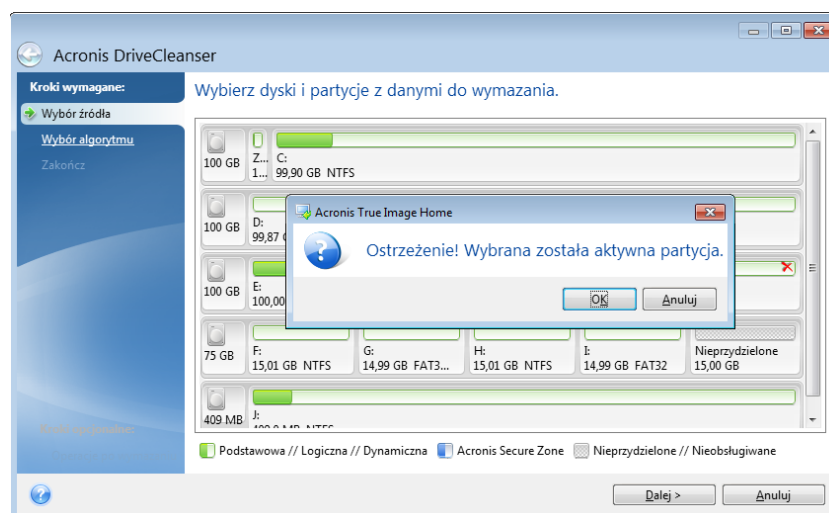 Acronis DriveCleanser
Kroki wymagane:
Wybór źródła
Wybór algorytmu
Zakończ
Wybierz dyski i partycje z danymi do wymazania.
100 GB
Z... C:
1... 99,90 GB NTFS
100 GB
D:
99,87
100 GB
E:
100,00
Acronis True Image Home
Ostrzeżenie! Wybrana została aktywna partycja.
OK Anuluj
75 GB
F: G: H: I: Nieprzydzielone
15,01 GB NTFS 14,99 GB FAT3... 15,01 GB NTFS 14,99 GB FAT32 15,00 GB
409 MB
J:
Podstawowa // Logiczna // Dynamiczna Acronis Secure Zone Nieprzydzielone // Nieobsługiwane
Dalej > Anuluj